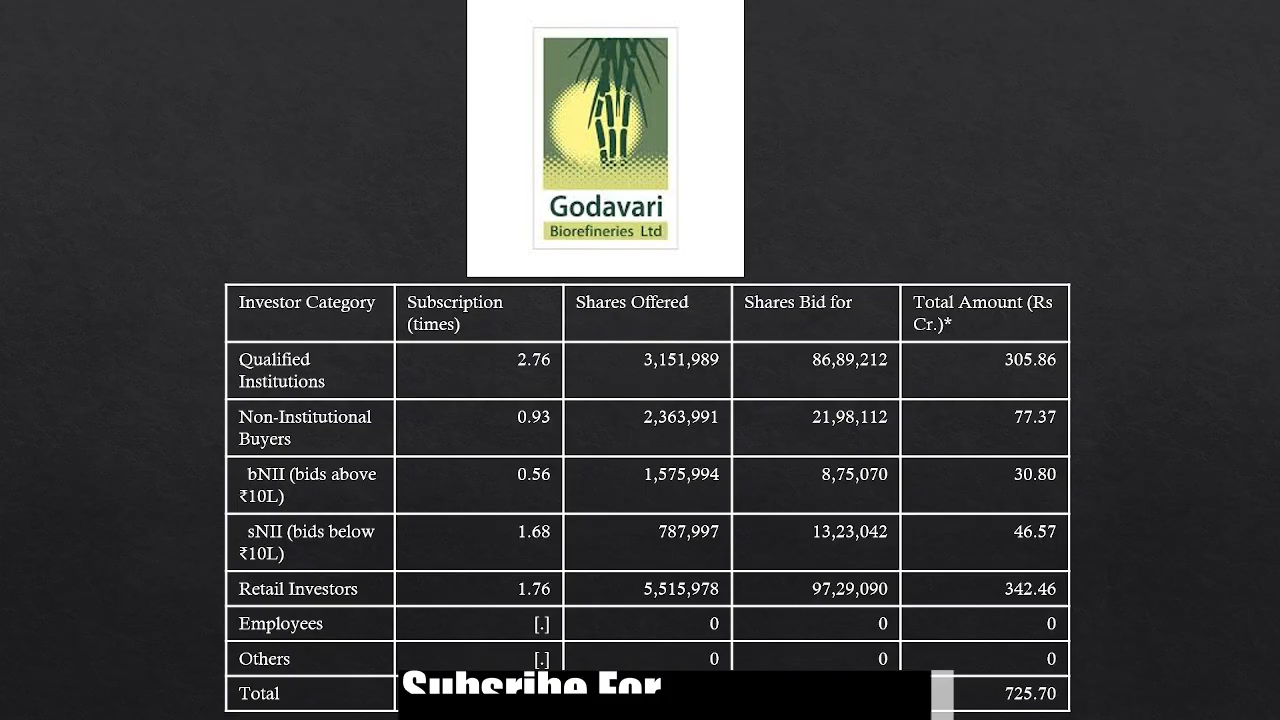 Godavari
Biorefineries Ltd
Investor Category
Subscription
(times)
Shares Offered
Shares Bid for
Total Amount (Rs
Cr.)*
Qualified
Institutions
2.76
3,151,989
86,89,212
305.86
Non-Institutional
Buyers
0.93
2,363,991
21,98,112
77.37
bNII (bids above
₹10L)
0.56
1,575,994
8,75,070
30.80
sNII (bids below
₹10L)
1.68
787,997
13,23,042
46.57
Retail Investors
1.76
5,515,978
97,29,090
342.46
Employees
[.]
0
0
0
Others
[.]
0
0
0
Total
725.70
Subscribe For